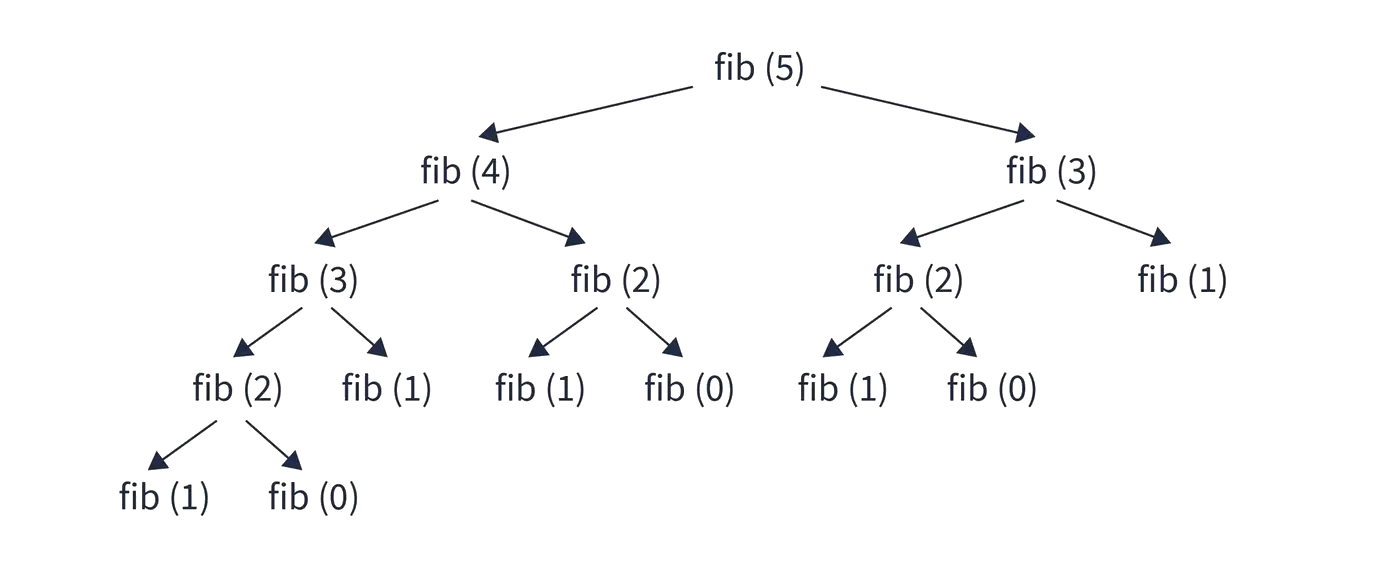 fib (5)
fib (4) fib (3)
fib (3) fib (2) fib (2) fib (1)
fib (2) fib (1) fib (1) fib (0) fib (1) fib (0)
fib (1) fib (0)